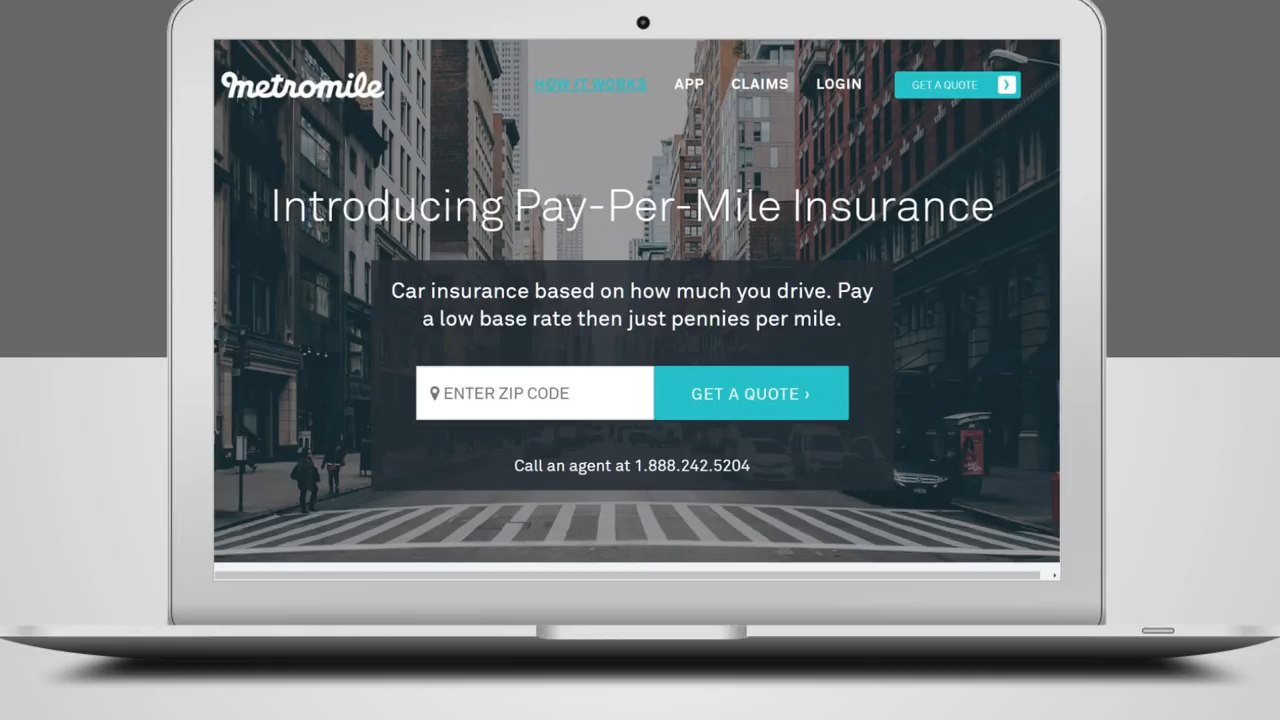 metromile
HOW IT WORKS
APP
CLAIMS
LOGIN
GET A QUOTE
Introducing Pay-Per-Mile Insurance
Car insurance based on how much you drive. Pay
a low base rate then just pennies per mile.
ENTER ZIP CODE
GET A QUOTE ›
Call an agent at 1.888.242.5204